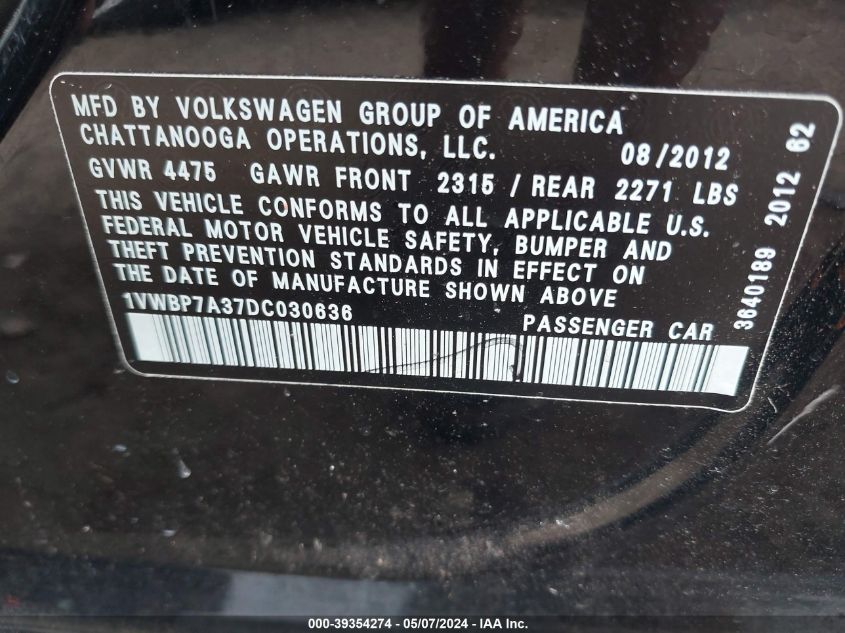 MFD BY VOLKSWAGEN GROUP OF AMERICA
CHATTANOOGA OPERATIONS, LLC. 08/2012
GVWR 4475 GAWR FRONT 2315 / REAR 2271 LBS
THIS VEHICLE CONFORMS TO ALL APPLICABLE U.S.
FEDERAL MOTOR VEHICLE SAFETY, BUMPER AND
THEFT PREVENTION STANDARDS IN EFFECT ON
THE DATE OF MANUFACTURE SHOWN ABOVE
1VWBP7A37DC030636 PASSENGER CAR
3640189 2012 62
000-39354274 - 05/07/2024 - IAA Inc.